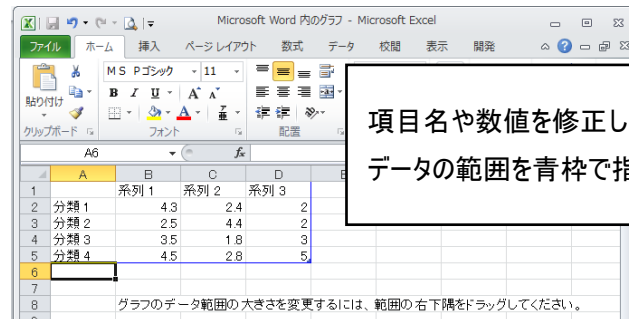 Microsoft Word 内のグラフ - Microsoft Excel
ファイル ホーム 挿入 ページ レイアウト 数式 データ 校閲 表示 開発
貼り付け
MS Pゴシック 11
B I U A A
クリップボード フォント 配置
A6 fx
項目名や数値を修正し
データの範囲を青枠で指
A B C D E
1 系列 1 系列 2 系列 3
2 分類 1 4.3 2.4 2
3 分類 2 2.5 4.4 2
4 分類 3 3.5 1.8 3
5 分類 4 4.5 2.8 5
6
7
8 グラフのデータ範囲の大きさを変更するには、範囲の右下隅をドラッグしてください。